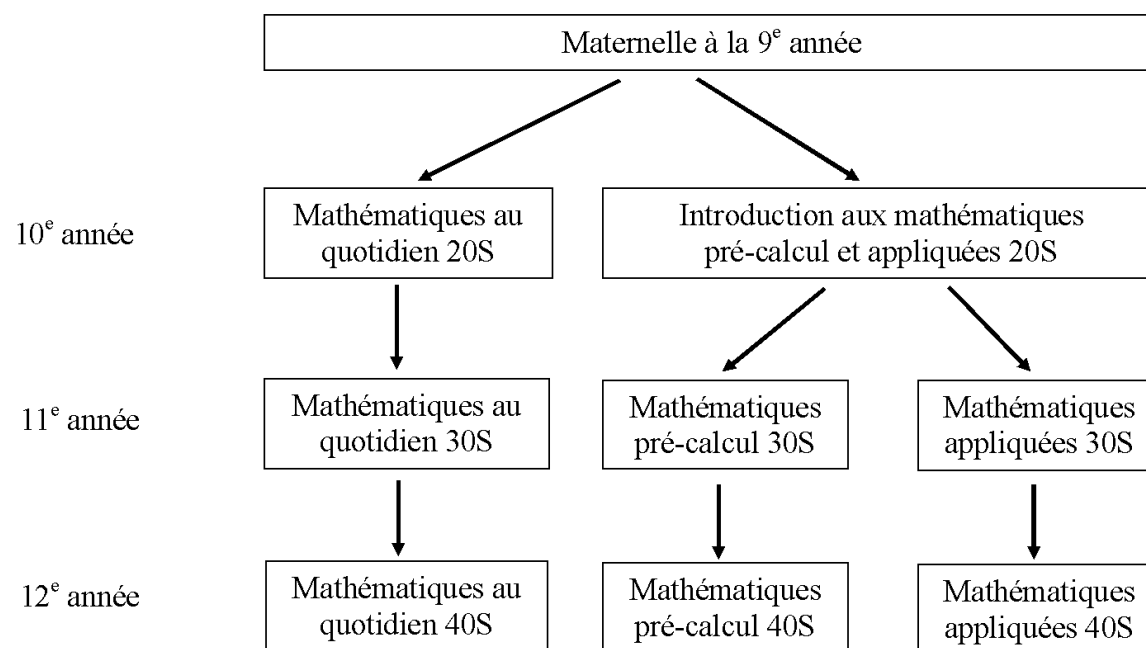 Maternelle à la 9e année
10e année
Mathématiques au
quotidien 20S
Introduction aux mathématiques
pré-calcul et appliquées 20S
11e année
Mathématiques au
quotidien 30S
Mathématiques
pré-calcul 30S
Mathématiques
appliquées 30S
12e année
Mathématiques au
quotidien 40S
Mathématiques
pré-calcul 40S
Mathématiques
appliquées 40S